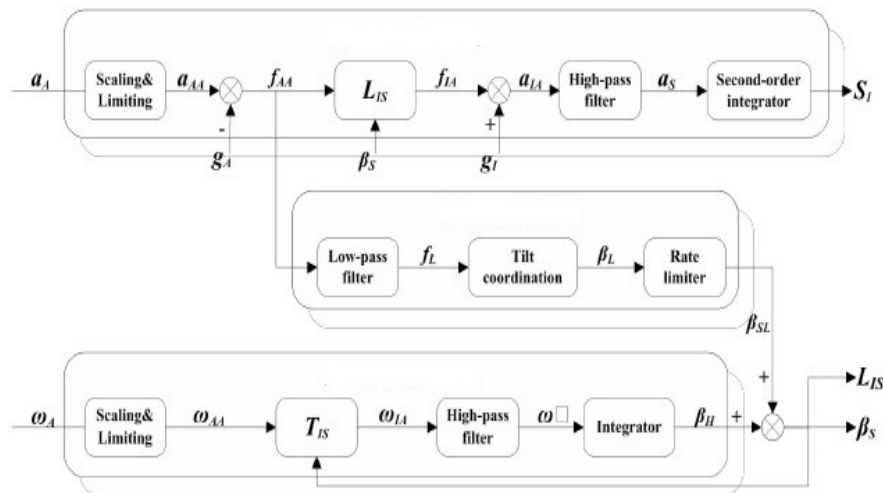 a_A Scaling& Limiting a_AA f_AA L_IS f_IA a_IA High-pass filter a_S Second-order integrator S_I
- +
g_A β_S g_I
Low-pass filter f_L Tilt coordination β_L Rate limiter
β_SL
+
L_IS
ω_A Scaling& Limiting ω_AA T_IS ω_IA High-pass filter ω□ Integrator β_H + β_S